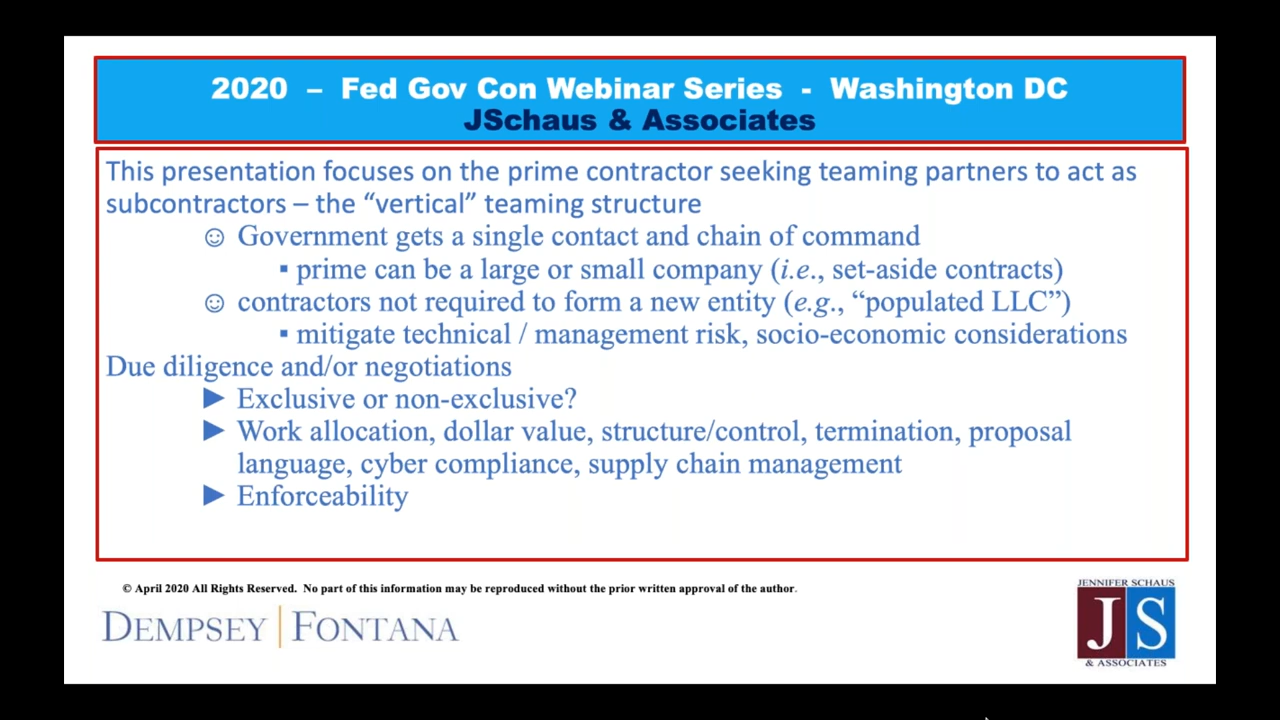 2020 – Fed Gov Con Webinar Series - Washington DC
JSchaus & Associates
This presentation focuses on the prime contractor seeking teaming partners to act as
subcontractors – the “vertical” teaming structure
☺ Government gets a single contact and chain of command
▪ prime can be a large or small company (i.e., set-aside contracts)
☺ contractors not required to form a new entity (e.g., “populated LLC”)
▪ mitigate technical / management risk, socio-economic considerations
Due diligence and/or negotiations
► Exclusive or non-exclusive?
► Work allocation, dollar value, structure/control, termination, proposal
language, cyber compliance, supply chain management
► Enforceability
© April 2020 All Rights Reserved. No part of this information may be reproduced without the prior written approval of the author.
DEMPSEY | FONTANA
JENNIFER SCHAUS
JS
& ASSOCIATES